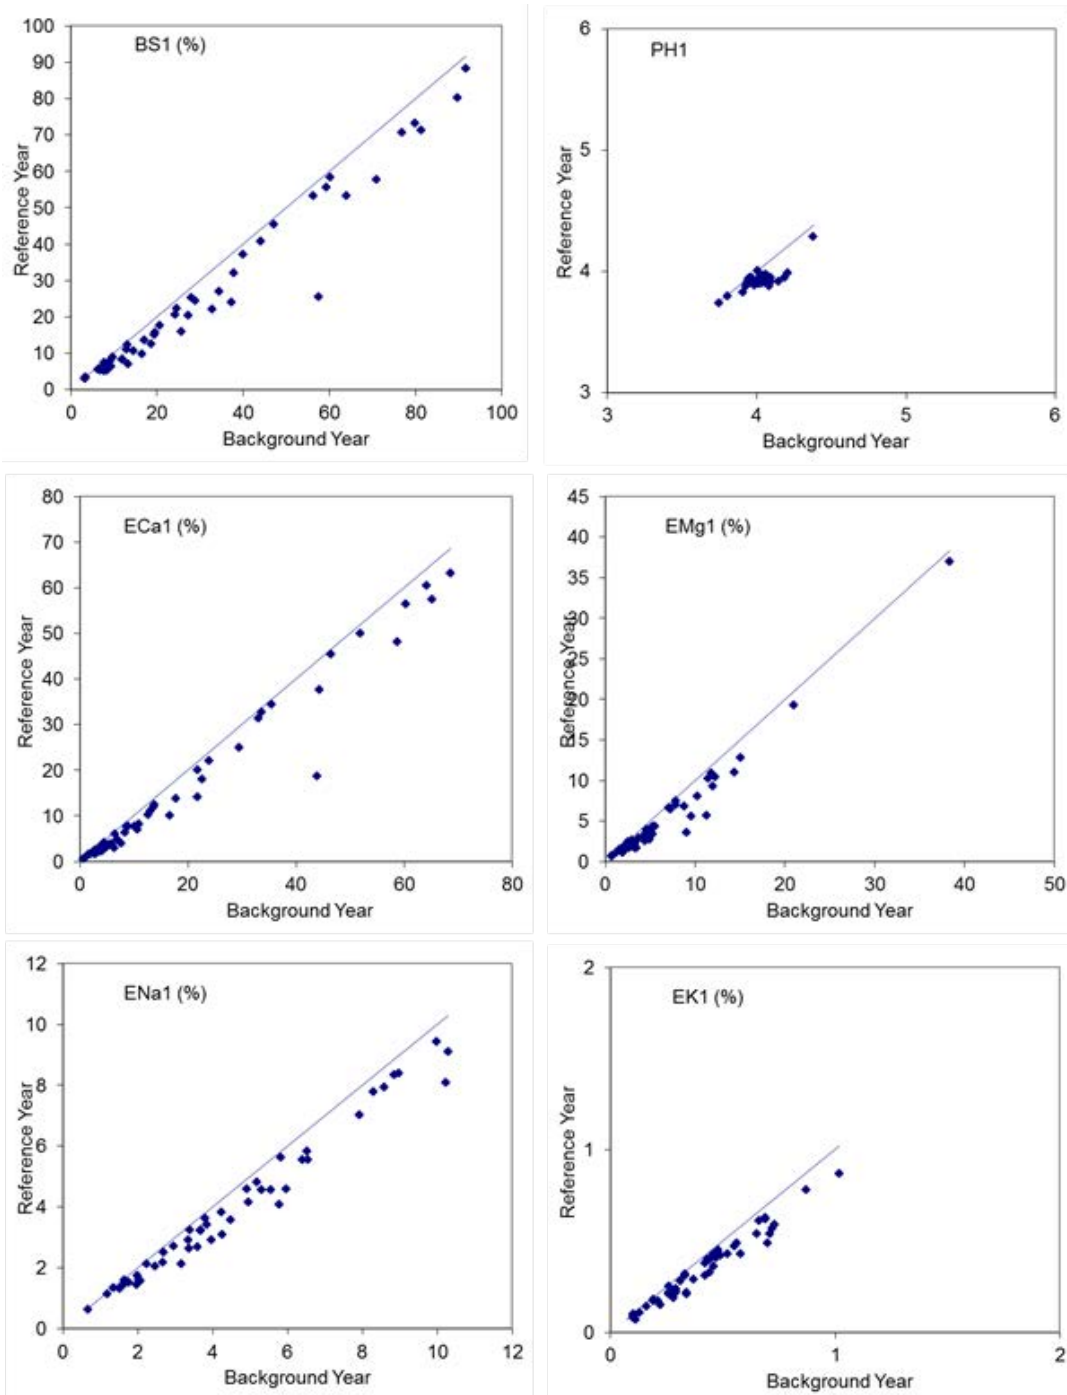 BS1 (%)
100
90
80
70
60
50
40
30
20
10
0
0 20 40 60 80 100
Reference Year
Background Year
PH1
6
5
4
3
3 4 5 6
Reference Year
Background Year
ECa1 (%)
80
70
60
50
40
30
20
10
0
0 20 40 60 80
Reference Year
Background Year
EMg1 (%)
45
40
35
30
25
20
15
10
5
0
0 10 20 30 40 50
Reference Year
Background Year
ENa1 (%)
12
10
8
6
4
2
0
0 2 4 6 8 10 12
Reference Year
Background Year
EK1 (%)
2
1
0
0 1 2
Reference Year
Background Year